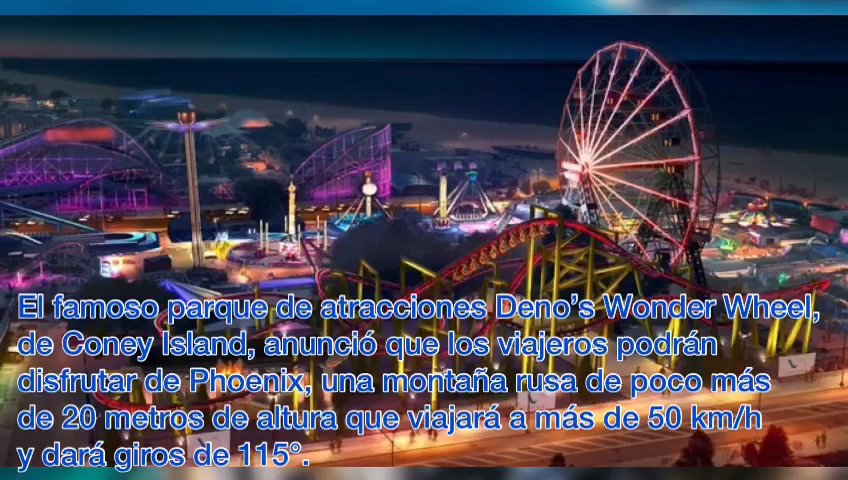 El famoso parque de atracciones Deno's Wonder Wheel,
de Coney Island, anunció que los viajeros podrán
disfrutar de Phoenix, una montaña rusa de poco más
de 20 metros de altura que viajará a más de 50 km/h
y dará giros de 115°.